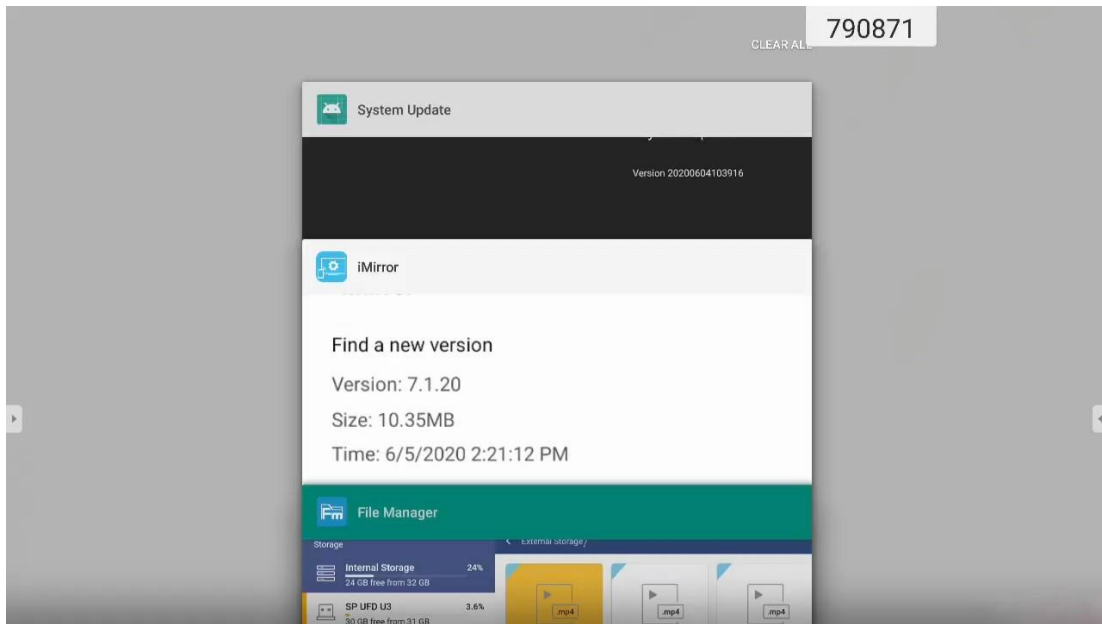 790871
CLEAR ALL
System Update
Version 20200604103916
iMirror
Find a new version
Version: 7.1.20
Size: 10.35MB
Time: 6/5/2020 2:21:12 PM
Fm
File Manager
Storage
External Storage/
Internal Storage 24%
24 GB free from 32 GB
SP UFD U3 3.6%
30 GB free from 31 GB
.mp4 .mp4 .mp4